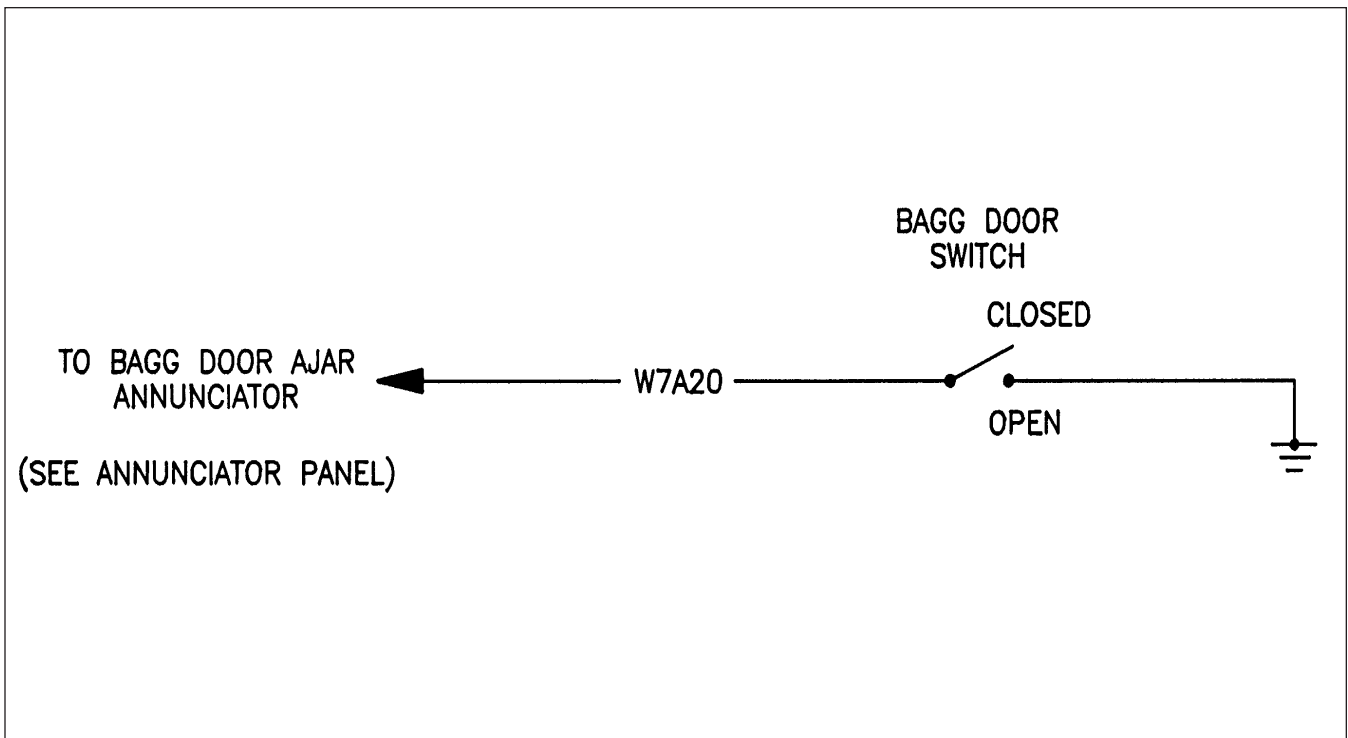 BAGG DOOR
SWITCH
CLOSED
TO BAGG DOOR AJAR
ANNUNCIATOR
W7A20
OPEN
(SEE ANNUNCIATOR PANEL)